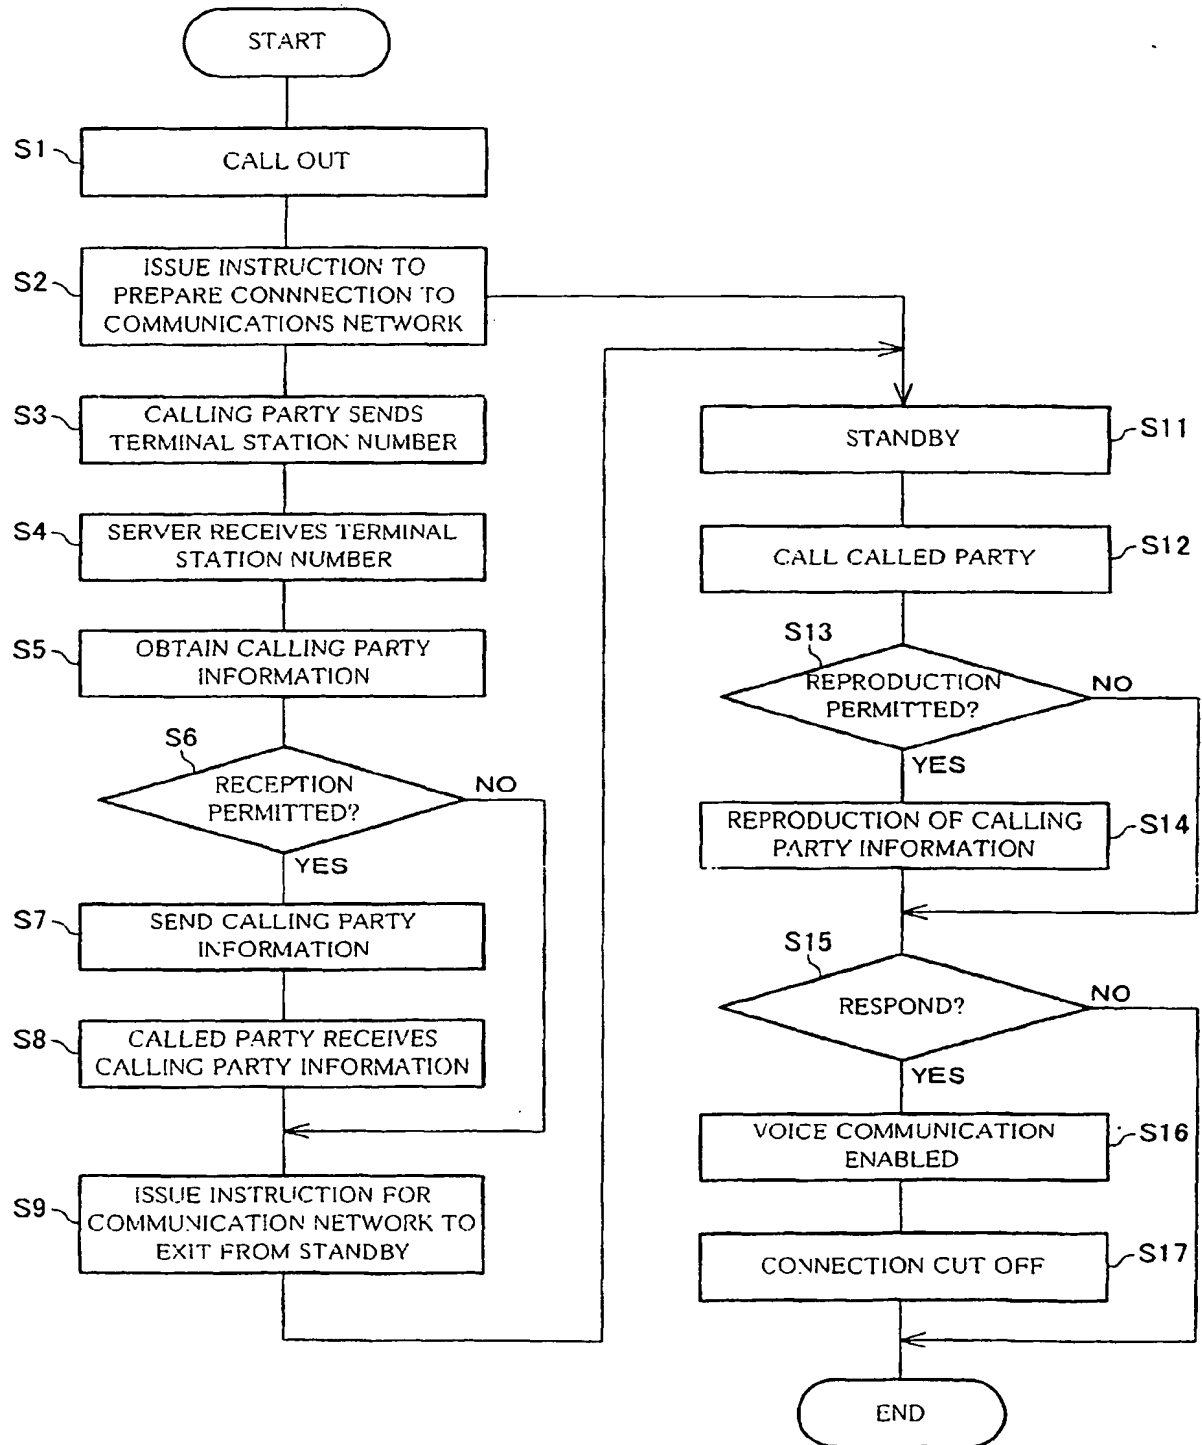 START
S1
CALL OUT
S2
ISSUE INSTRUCTION TO
PREPARE CONNNECTION TO
COMMUNICATIONS NETWORK
S3
CALLING PARTY SENDS
TERMINAL STATION NUMBER
S4
SERVER RECEIVES TERMINAL
STATION NUMBER
S5
OBTAIN CALLING PARTY
INFORMATION
S6
RECEPTION
PERMITTED?
NO
YES
S7
SEND CALLING PARTY
INFORMATION
S8
CALLED PARTY RECEIVES
CALLING PARTY INFORMATION
S9
ISSUE INSTRUCTION FOR
COMMUNICATION NETWORK TO
EXIT FROM STANDBY
STANDBY
S11
CALL CALLED PARTY
S12
S13
REPRODUCTION
PERMITTED?
NO
YES
REPRODUCTION OF CALLING
PARTY INFORMATION
S14
S15
RESPOND?
NO
YES
VOICE COMMUNICATION
ENABLED
S16
CONNECTION CUT OFF
S17
END